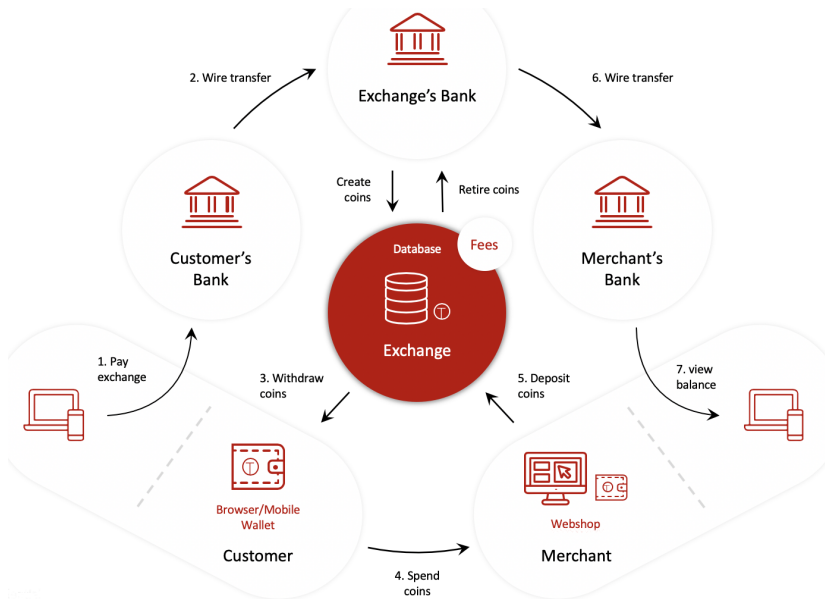 2. Wire transfer
Exchange's Bank
6. Wire transfer
Create
coins
Retire coins
Customer's
Bank
Database
Fees
Merchant's
Bank
Exchange
1. Pay
exchange
3. Withdraw
coins
5. Deposit
coins
7. view
balance
T
T
T
Browser/Mobile
Wallet
Customer
Webshop
Merchant
4. Spend
coins